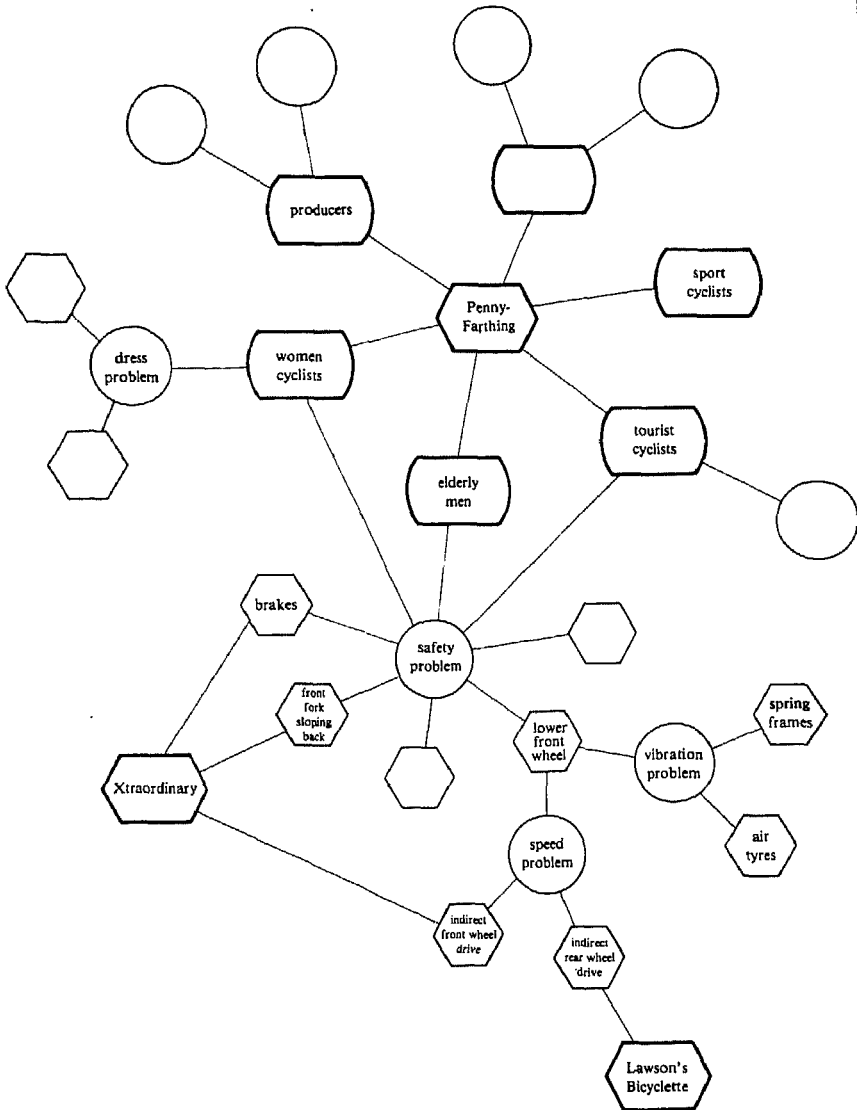 producers
sport
cyclists
Penny-
Farthing
dress
problem
women
cyclists
tourist
cyclists
elderly
men
brakes
safety
problem
front
fork
sloping
back
lower
front
wheel
spring
frames
vibration
problem
Xtraordinary
air
tyres
speed
problem
indirect
front wheel
drive
indirect
rear wheel
drive
Lawson's
Bicyclette